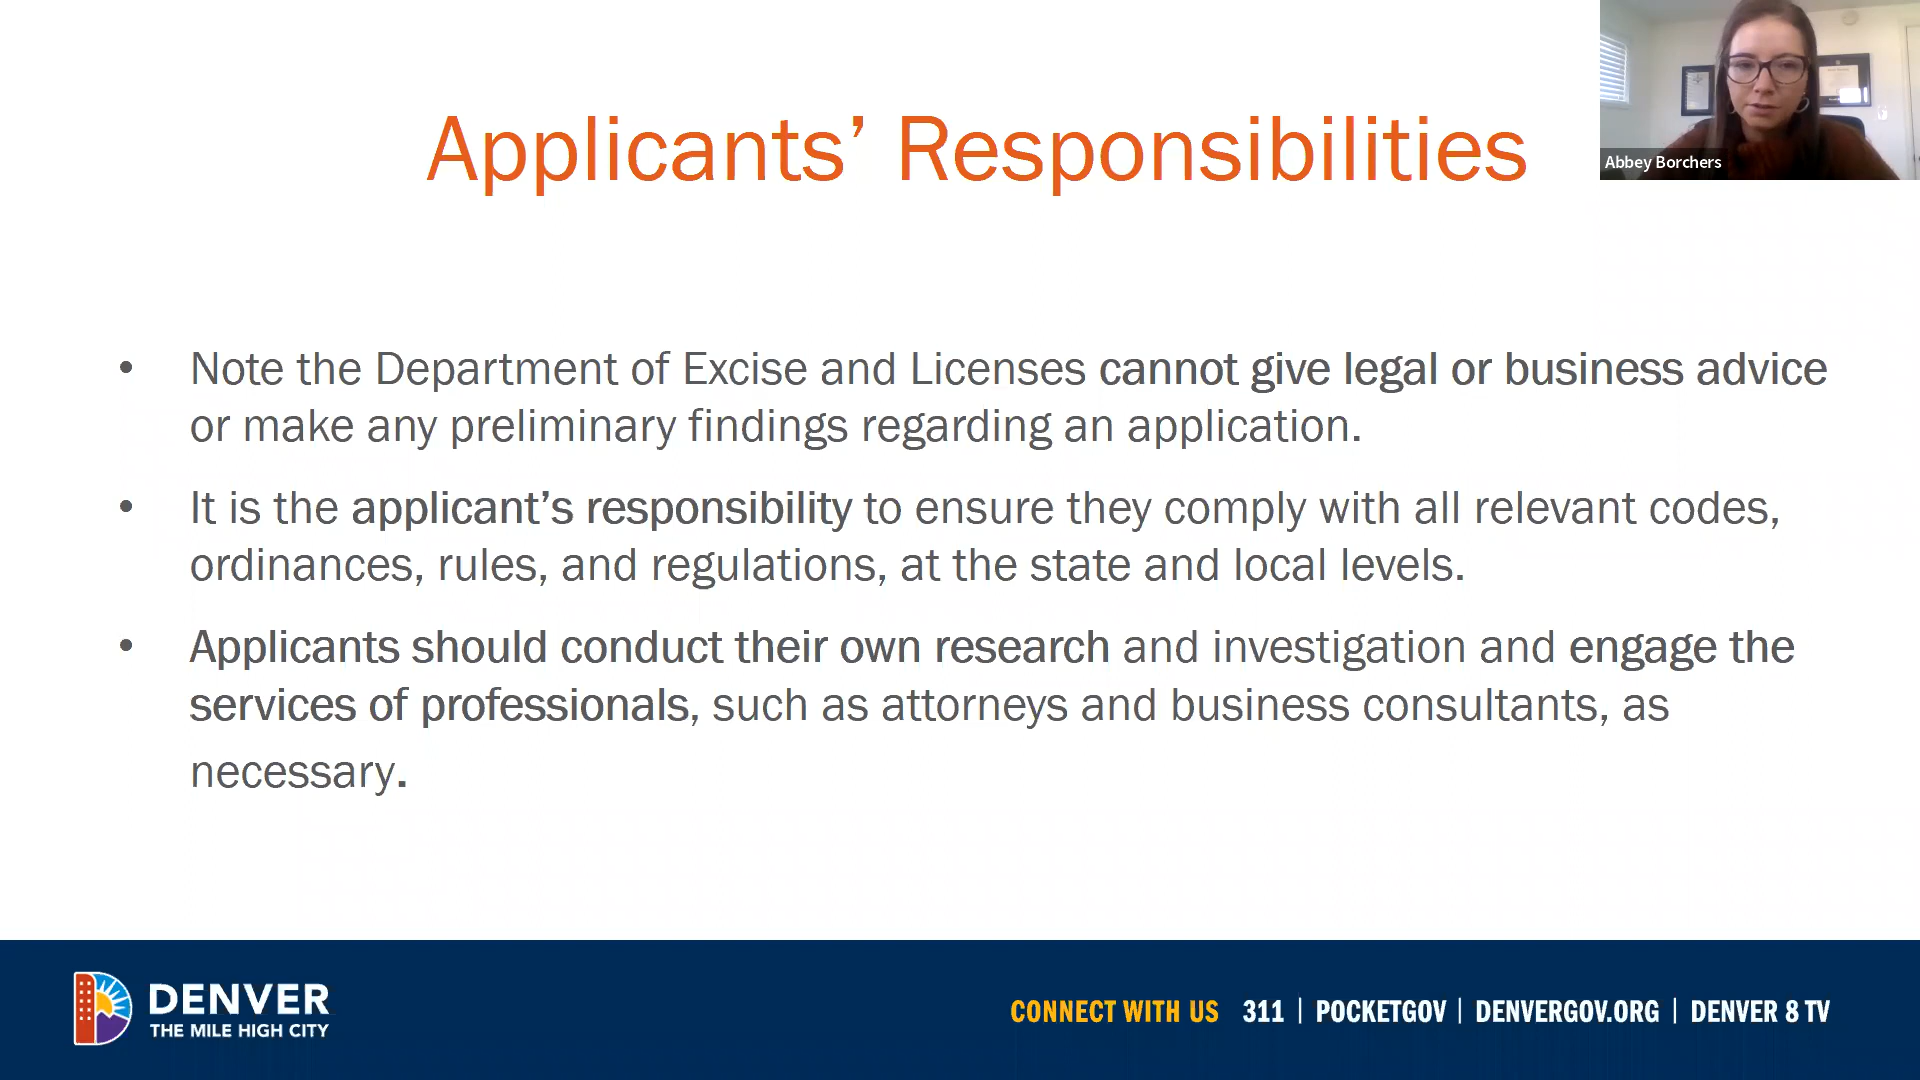 Applicants’ Responsibilities
Abbey Borchers
• Note the Department of Excise and Licenses cannot give legal or business advice
or make any preliminary findings regarding an application.
• It is the applicant’s responsibility to ensure they comply with all relevant codes,
ordinances, rules, and regulations, at the state and local levels.
• Applicants should conduct their own research and investigation and engage the
services of professionals, such as attorneys and business consultants, as
necessary.
DENVER
THE MILE HIGH CITY
CONNECT WITH US 311 | POCKETGOV | DENVERGOV.ORG | DENVER 8 TV